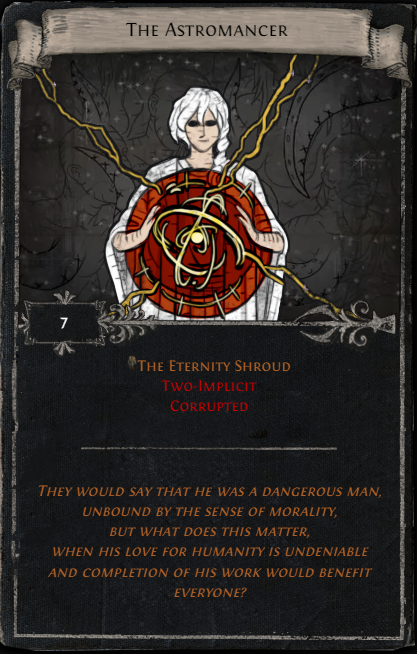 The Astromancer
7
The Eternity Shroud
Two-Implicit
Corrupted
They would say that he was a dangerous man,
unbound by the sense of morality,
but what does this matter,
when his love for humanity is undeniable
and completion of his work would benefit
everyone?